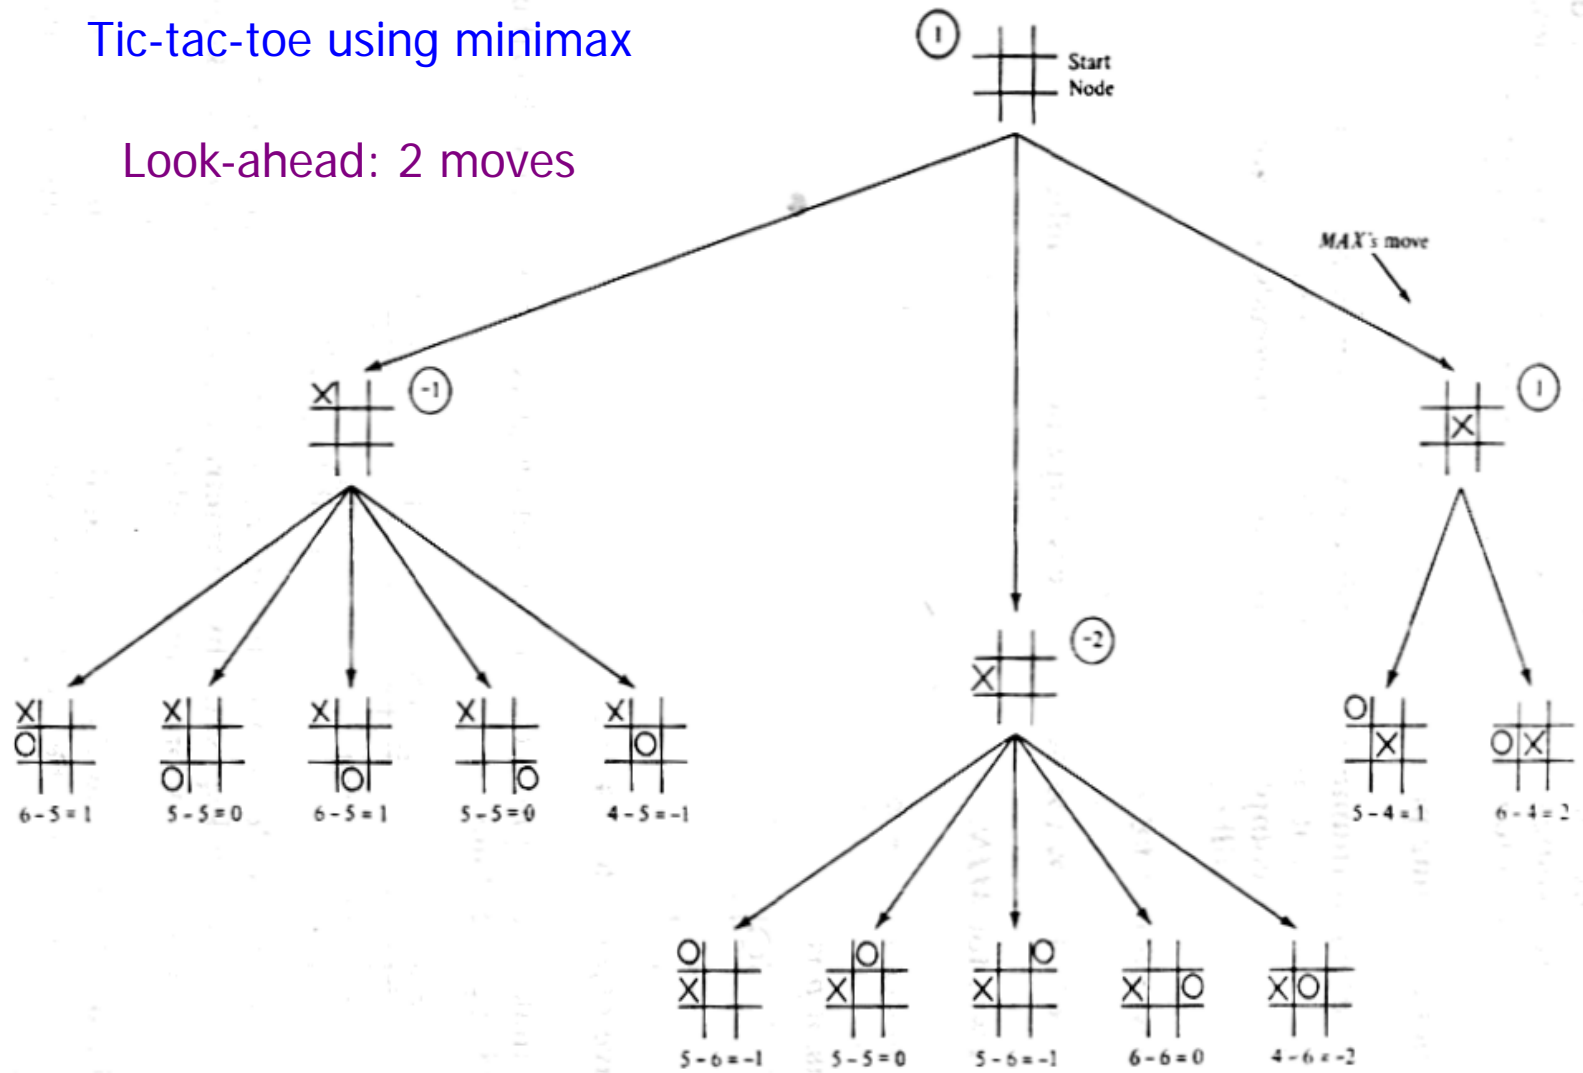 Tic-tac-toe using minimax
Look-ahead: 2 moves
1
Start
Node
MAX's move
X
-1
X
1
X
-2
X
O
6 - 5 = 1
X
O
5 - 5 = 0
X
O
6 - 5 = 1
X
O
5 - 5 = 0
X
O
4 - 5 = -1
O
X
5 - 4 = 1
O X
6 - 4 = 2
X
O
X
5 - 6 = -1
O
X
5 - 5 = 0
O
X
5 - 6 = -1
X O
6 - 6 = 0
X O
4 - 6 = -2